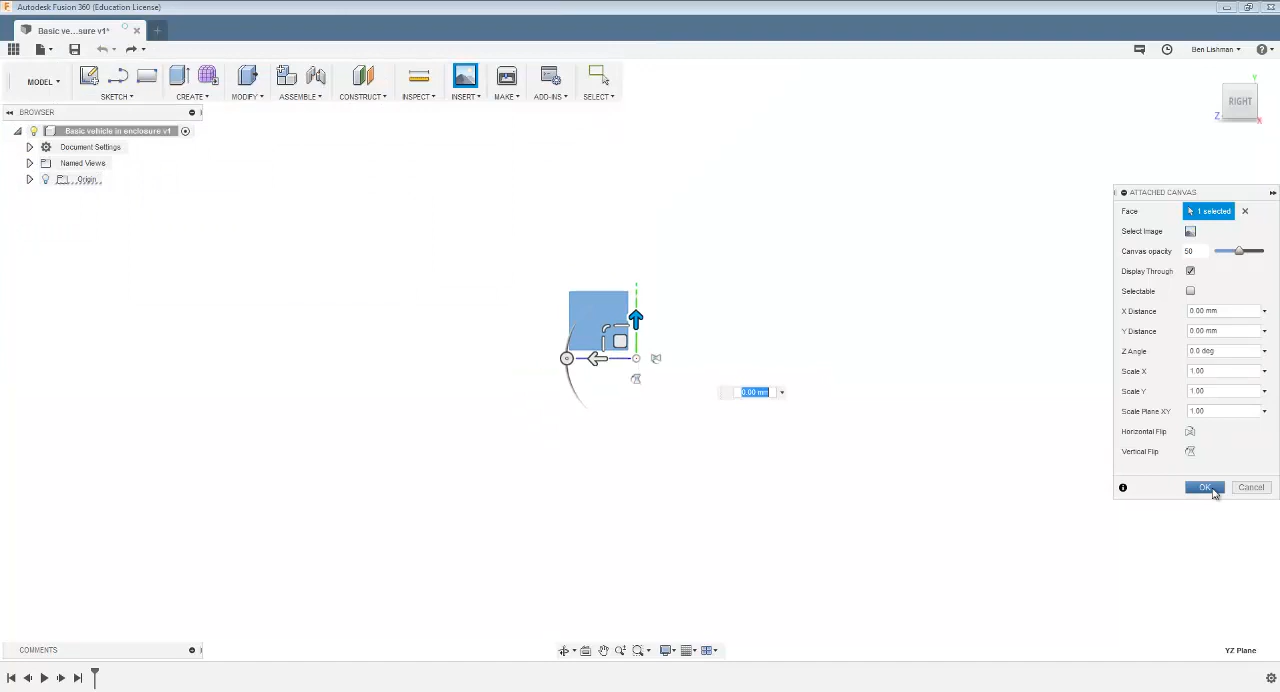 Autodesk Fusion 360 (Education License)
Basic ve...sure v1*
Ben Lishman
MODEL
SKETCH
CREATE
MODIFY
ASSEMBLE
CONSTRUCT
INSPECT
INSERT
MAKE
ADD-INS
SELECT
BROWSER
Basic vehicle in enclosure v1
Document Settings
Named Views
Origin
Y
RIGHT
Z
X
ATTACHED CANVAS
Face
1 selected
Select Image
Canvas opacity
50
Display Through
Selectable
X Distance
0.00 mm
Y Distance
0.00 mm
Z Angle
0.0 deg
Scale X
1.00
Scale Y
1.00
Scale Plane XY
1.00
Horizontal Flip
Vertical Flip
OK
Cancel
0.00 mm
COMMENTS
YZ Plane